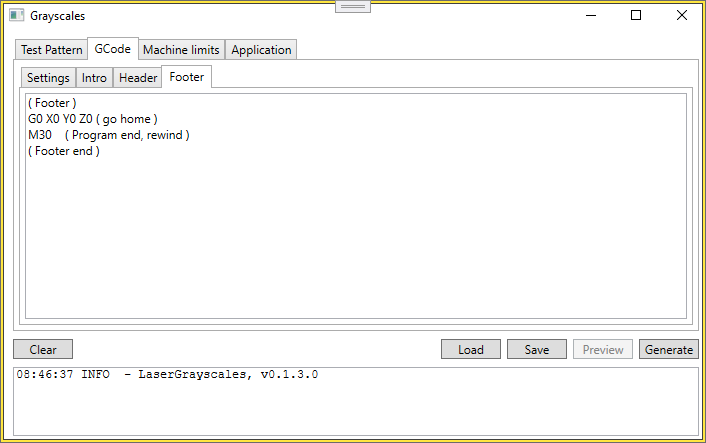 Grayscales
Test Pattern GCode Machine limits Application
Settings Intro Header Footer
( Footer )
G0 X0 Y0 Z0 ( go home )
M30    ( Program end, rewind )
( Footer end )
Clear Load Save Preview Generate
08:46:37 INFO  - LaserGrayscales, v0.1.3.0